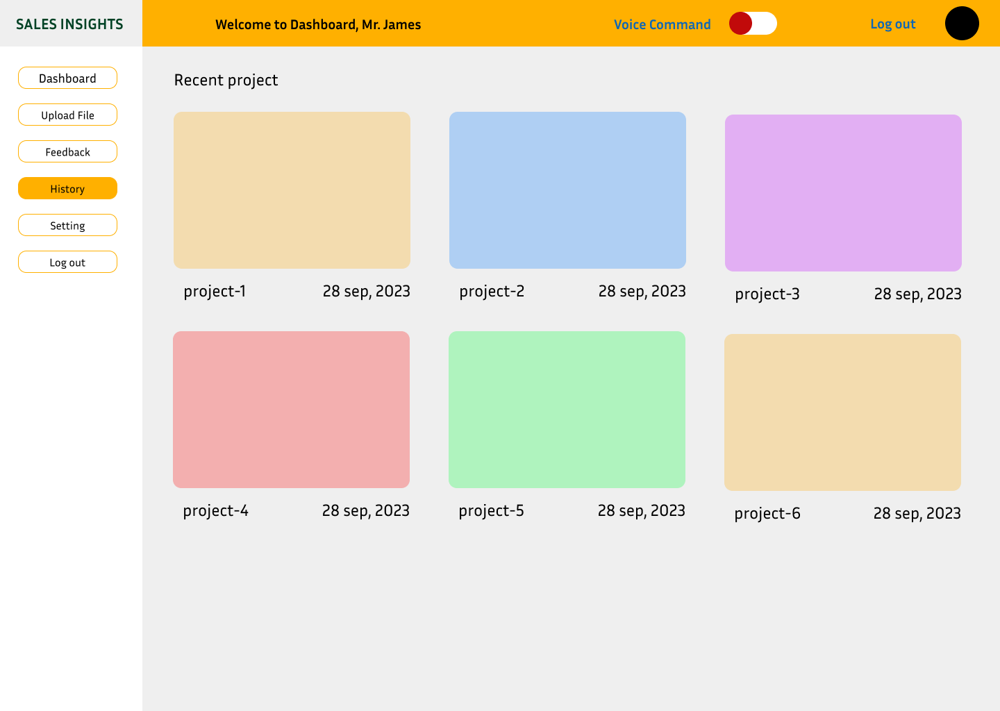 SALES INSIGHTS
Welcome to Dashboard, Mr. James
Voice Command
Log out
Dashboard
Upload File
Feedback
History
Setting
Log out
Recent project
project-1
28 sep, 2023
project-2
28 sep, 2023
project-3
28 sep, 2023
project-4
28 sep, 2023
project-5
28 sep, 2023
project-6
28 sep, 2023